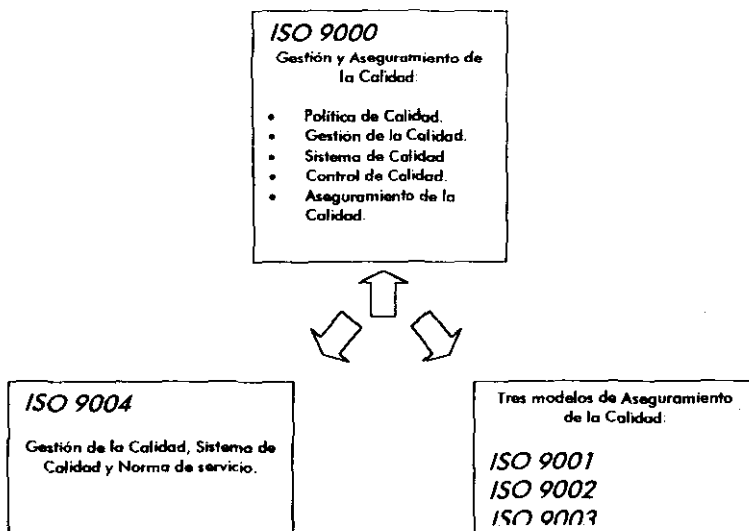 ISO 9000
Gestión y Aseguramiento de
la Calidad:
• Política de Calidad.
• Gestión de la Calidad.
• Sistema de Calidad
• Control de Calidad.
• Aseguramiento de la
Calidad.
ISO 9004
Gestión de la Calidad, Sistema de
Calidad y Norma de servicio.
Tres modelos de Aseguramiento
de la Calidad:
ISO 9001
ISO 9002
ISO 9003